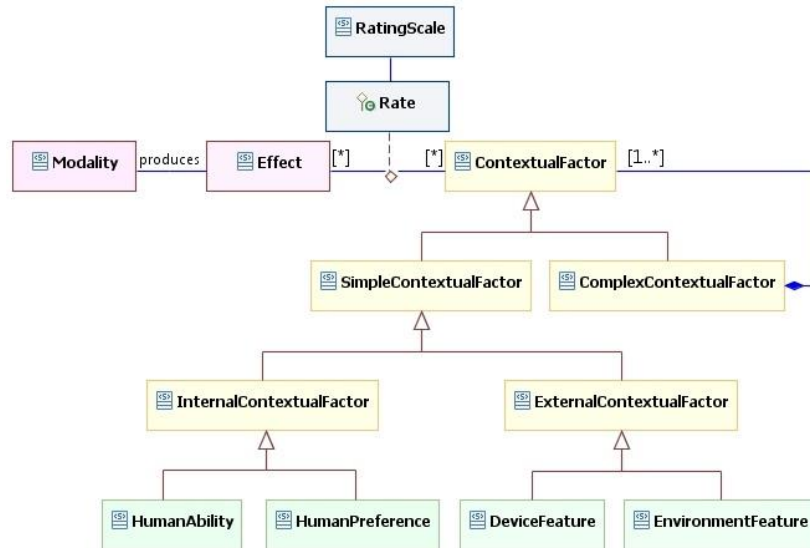 RatingScale
Rate
Modality
produces
Effect
[*]
[*]
ContextualFactor
[1..*]
SimpleContextualFactor
ComplexContextualFactor
InternalContextualFactor
ExternalContextualFactor
HumanAbility
HumanPreference
DeviceFeature
EnvironmentFeature